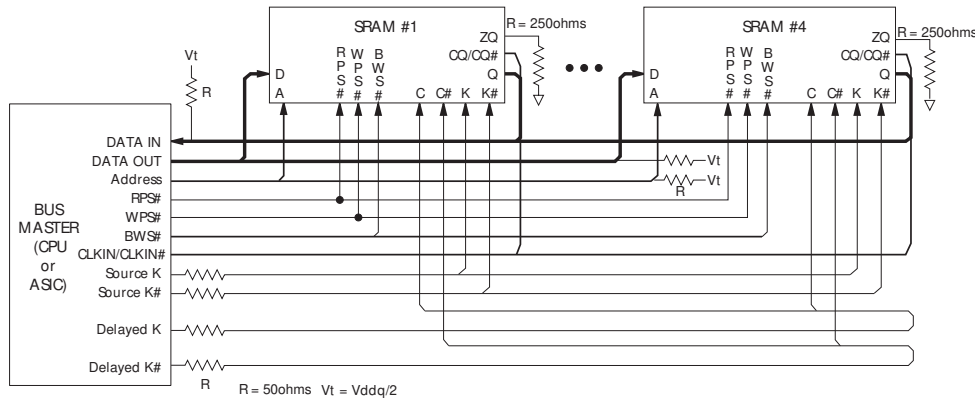 SRAM #1
ZQ
R = 250ohms
CQ/CQ#
Q
D
A
R
P
S
#
W
P
S
#
B
W
S
#
C
C#
K
K#
SRAM #4
ZQ
R = 250ohms
CQ/CQ#
Q
D
A
R
P
S
#
W
P
S
#
B
W
S
#
C
C#
K
K#
Vt
R
DATA IN
DATA OUT
Address
RPS#
WPS#
BWS#
CLKIN/CLKIN#
Source K
Source K#
Delayed K
Delayed K#
BUS
MASTER
(CPU
or
ASIC)
Vt
Vt
R
R
R = 50ohms Vt = Vddq/2